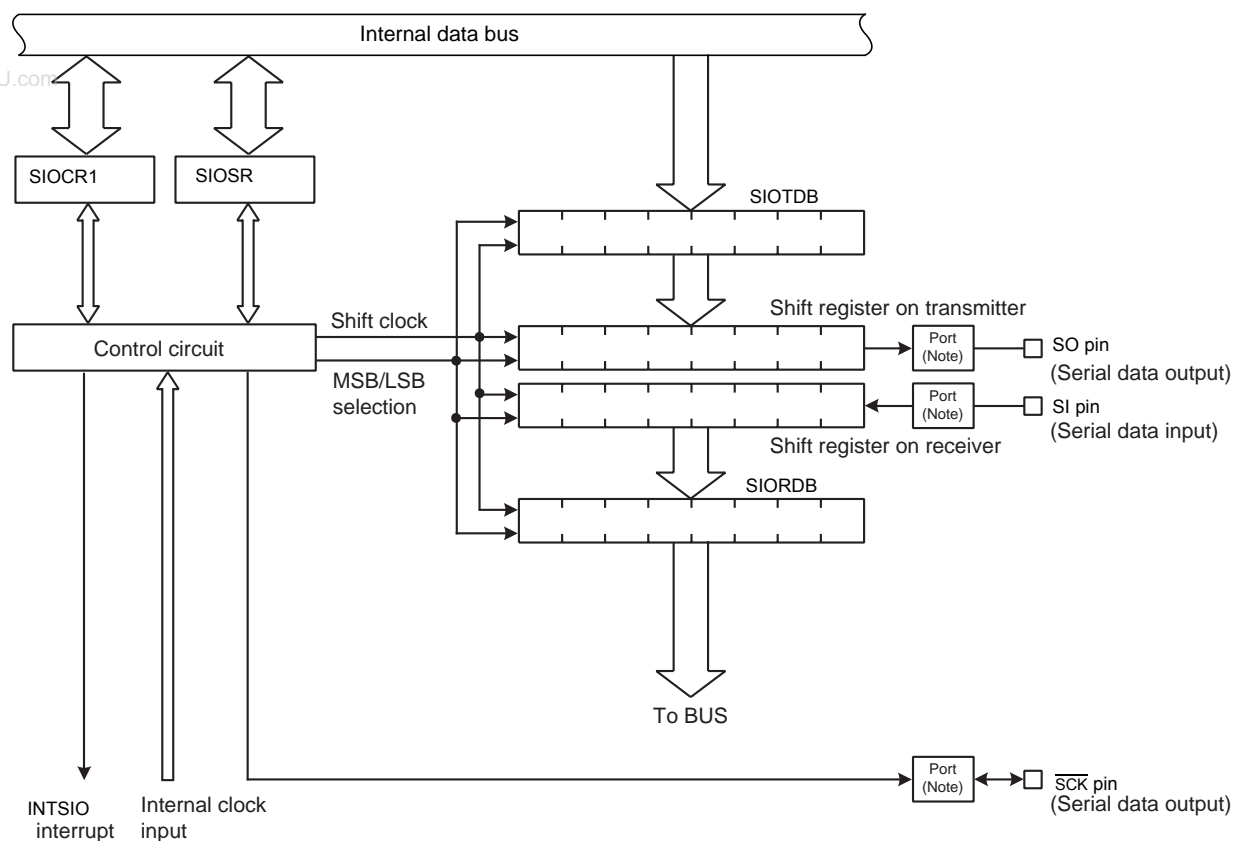 Internal data bus
U.com
SIOCR1
SIOSR
SIOTDB
Shift clock
Control circuit
MSB/LSB
selection
Shift register on transmitter
Port
(Note)
SO pin
(Serial data output)
Port
(Note)
SI pin
(Serial data input)
Shift register on receiver
SIORDB
To BUS
INTSIO
interrupt
Internal clock
input
Port
(Note)
SCK pin
(Serial data output)